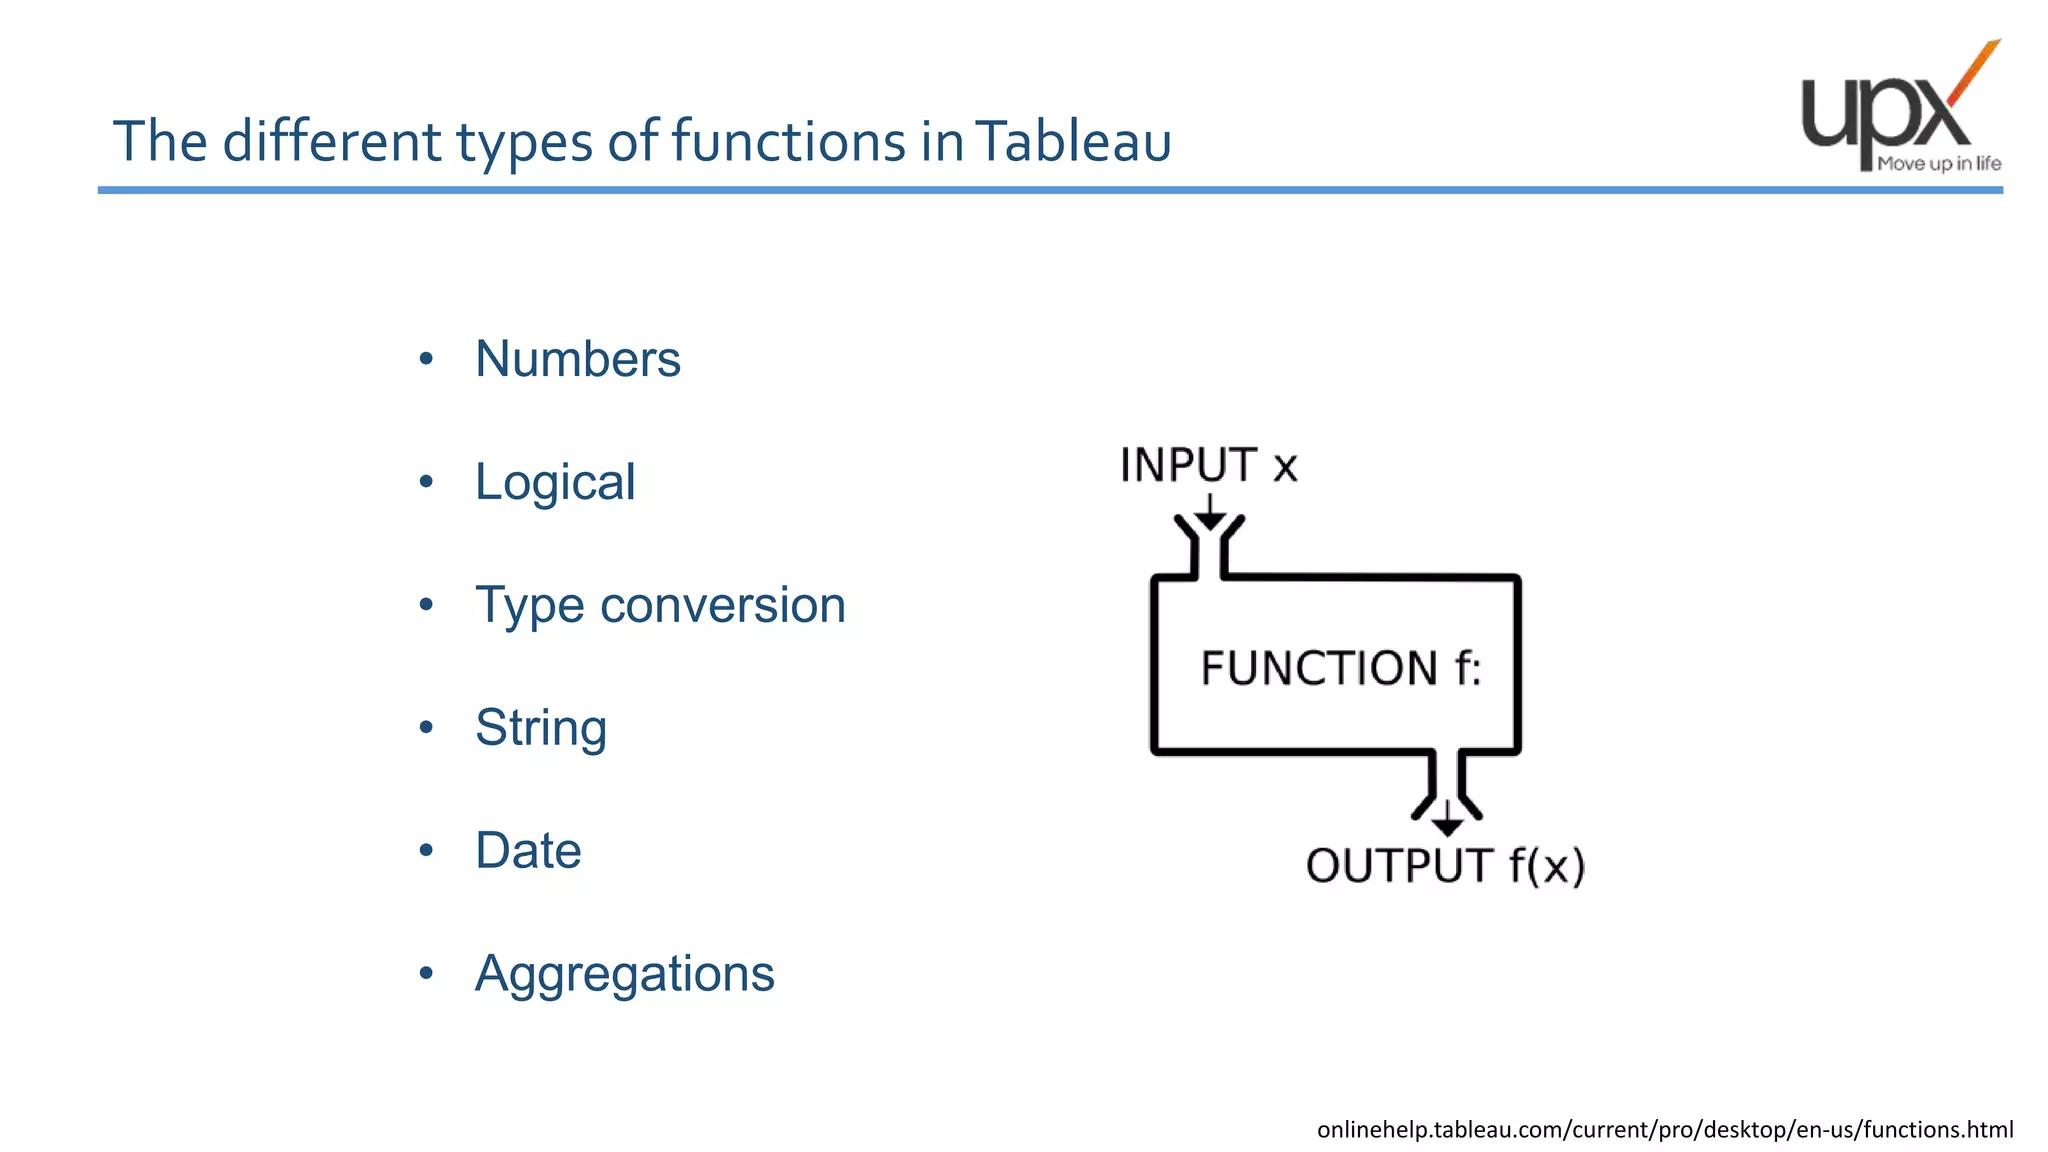 The different types of functions in Tableau
upx
Move up in life
• Numbers
• Logical
• Type conversion
• String
• Date
• Aggregations
INPUT x
FUNCTION f:
OUTPUT f(x)
onlinehelp.tableau.com/current/pro/desktop/en-us/functions.html